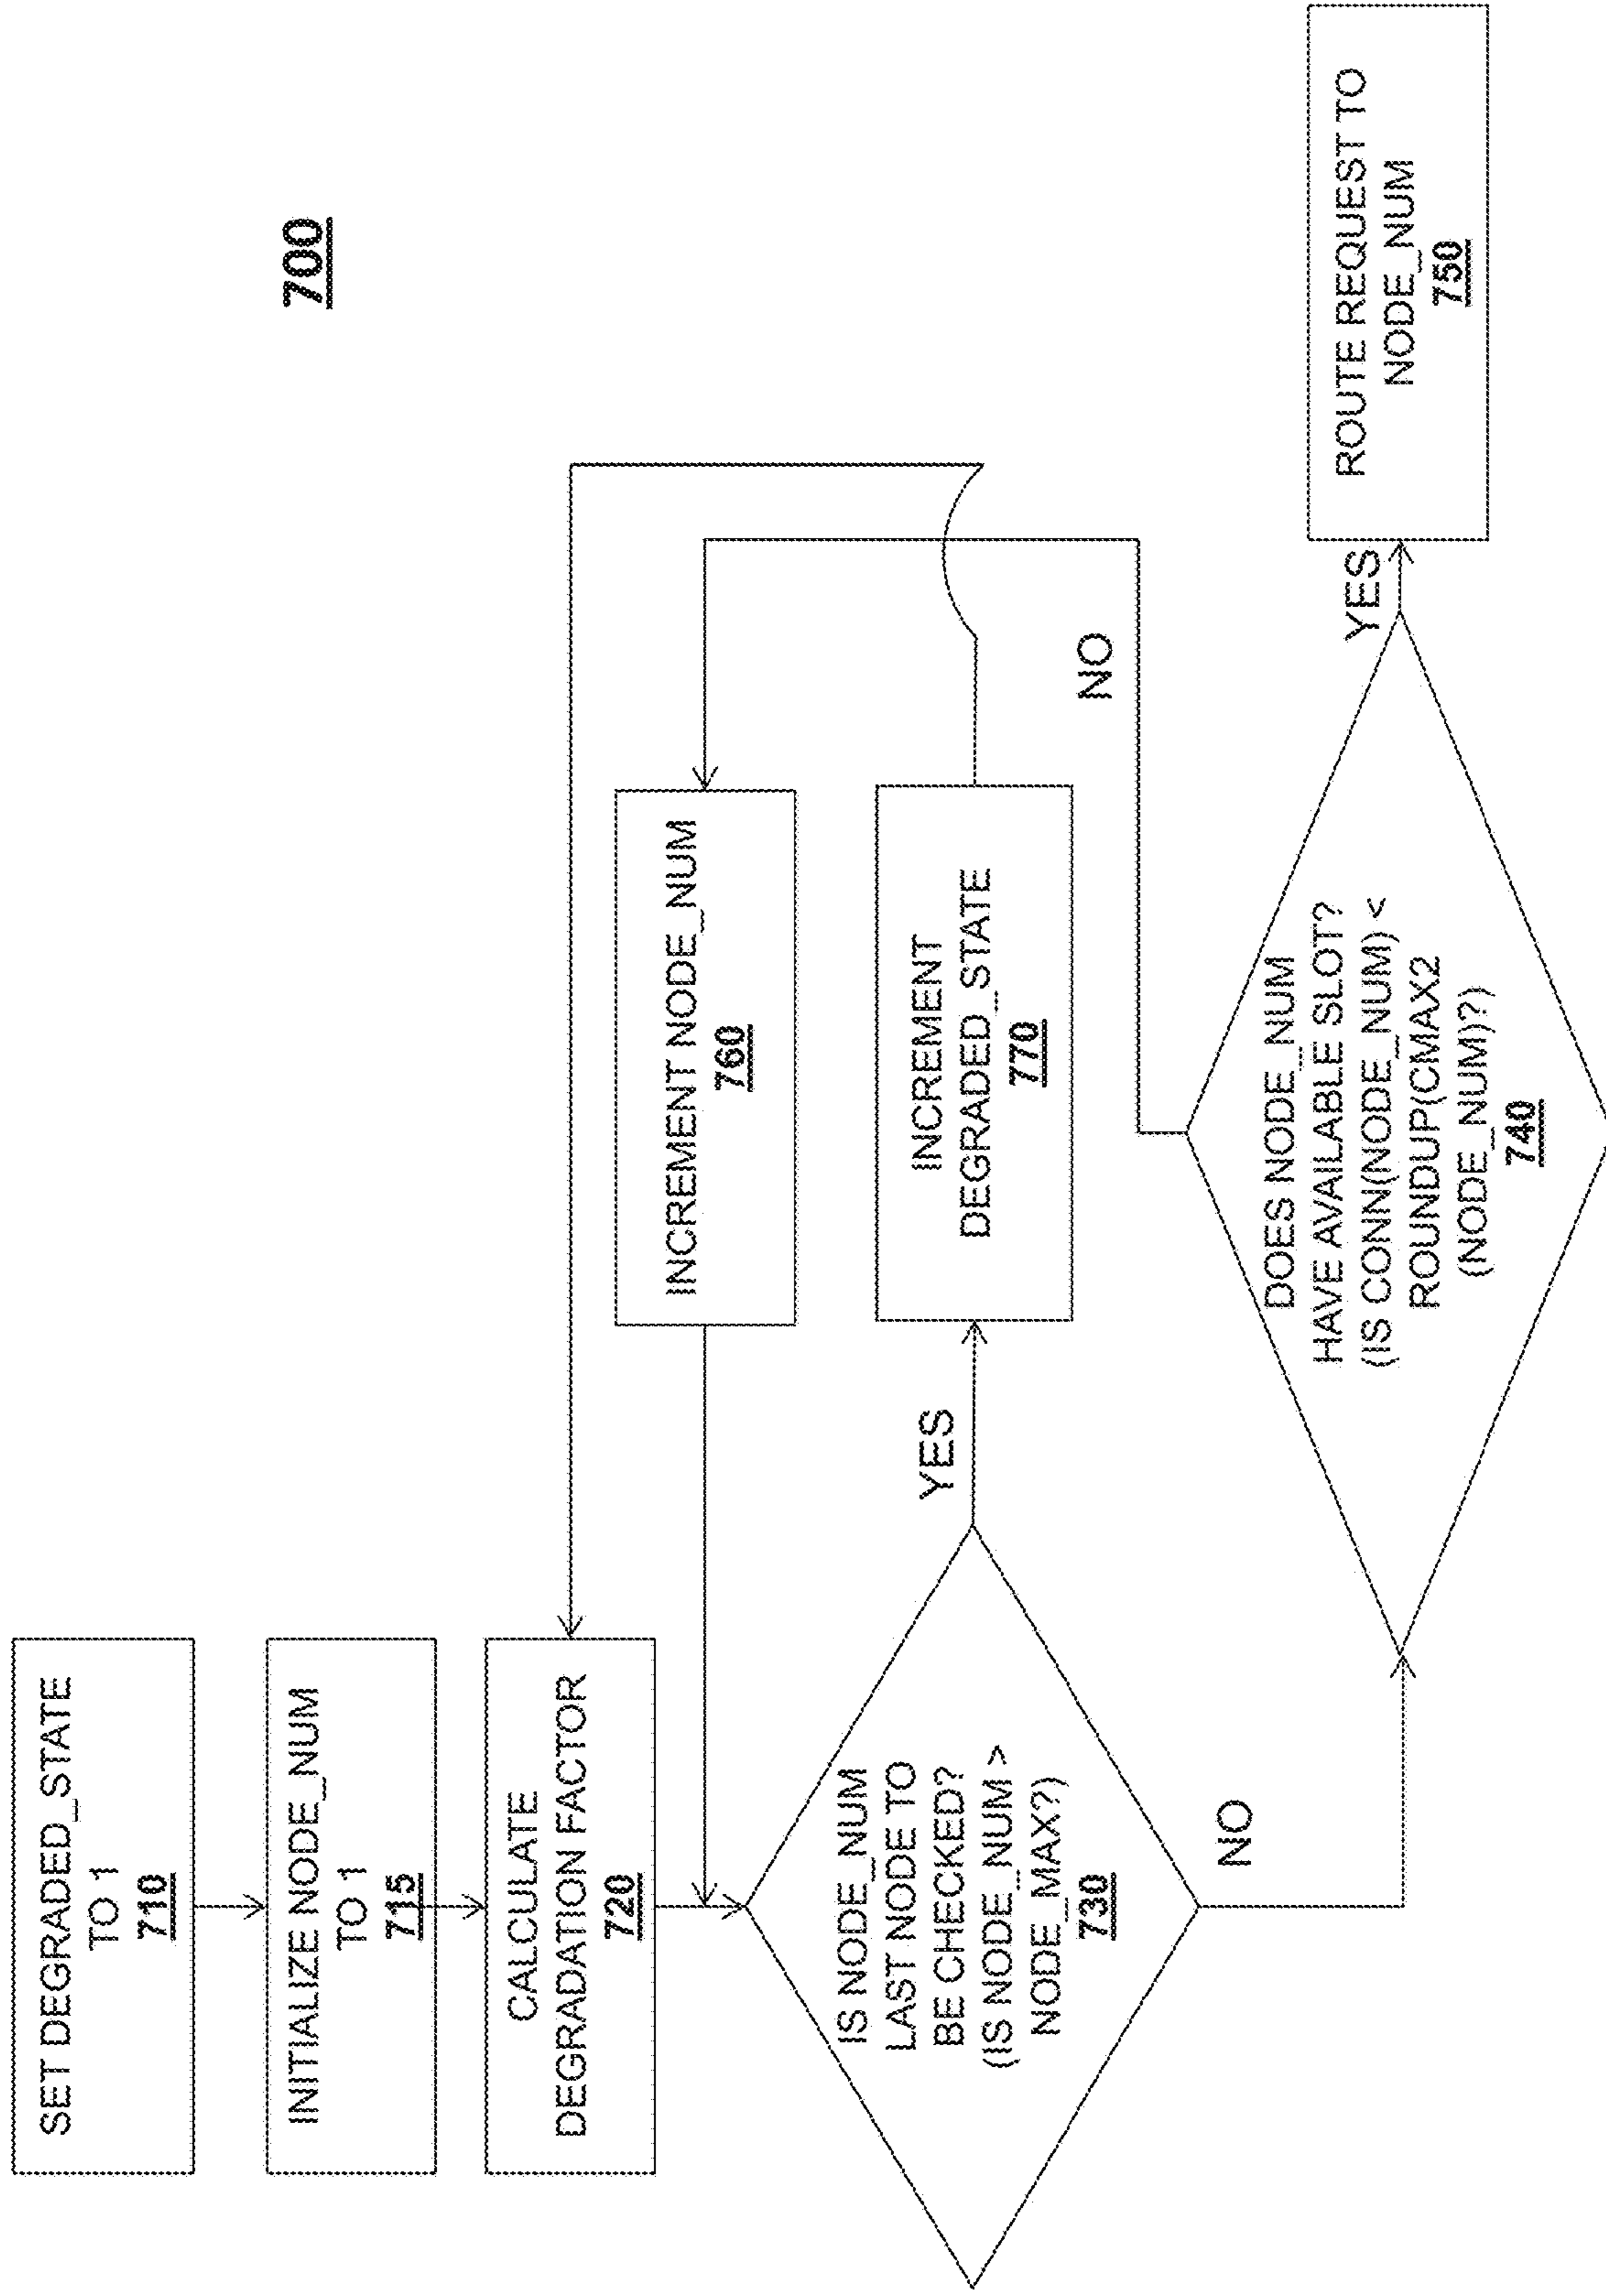 700
SET DEGRADED_STATE
TO 1
710
INITIALIZE NODE_NUM
TO 1
715
CALCULATE
DEGRADATION FACTOR
720
INCREMENT NODE_NUM
760
IS NODE_NUM
LAST NODE TO
BE CHECKED?
(IS NODE_NUM >
NODE_MAX?)
730
YES
INCREMENT
DEGRADED_STATE
770
NO
NO
DOES NODE_NUM
HAVE AVAILABLE SLOT?
(IS CONN(NODE_NUM) <
ROUNDUP(CMAX2
(NODE_NUM)?)
740
YES
ROUTE REQUEST TO
NODE_NUM
750